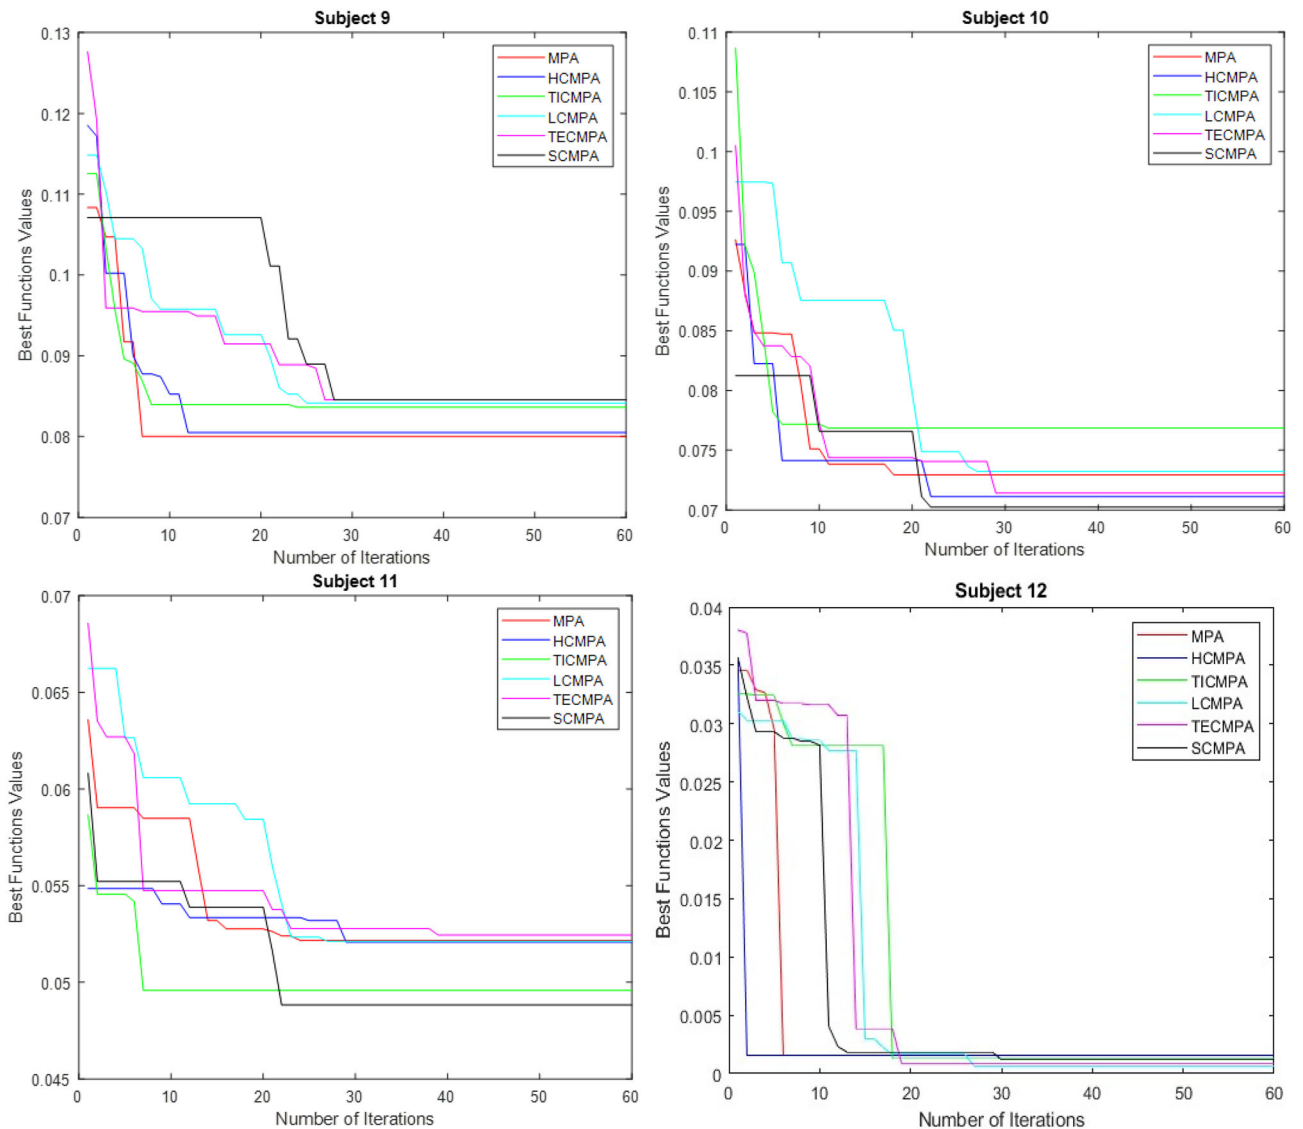 Subject 9
0.13
0.12
0.11
0.1
0.09
0.08
0.07
Best Functions Values
MPA
HCMPA
TICMPA
LCMPA
TECMPA
SCMPA
0 10 20 30 40 50 60
Number of Iterations
Subject 10
0.11
0.105
0.1
0.095
0.09
0.085
0.08
0.075
0.07
Best Functions Values
MPA
HCMPA
TICMPA
LCMPA
TECMPA
SCMPA
0 10 20 30 40 50 60
Number of Iterations
Subject 11
0.07
0.065
0.06
0.055
0.05
0.045
Best Functions Values
MPA
HCMPA
TICMPA
LCMPA
TECMPA
SCMPA
0 10 20 30 40 50 60
Number of Iterations
Subject 12
0.04
0.035
0.03
0.025
0.02
0.015
0.01
0.005
0
Best Functions Values
MPA
HCMPA
TICMPA
LCMPA
TECMPA
SCMPA
0 10 20 30 40 50 60
Number of Iterations